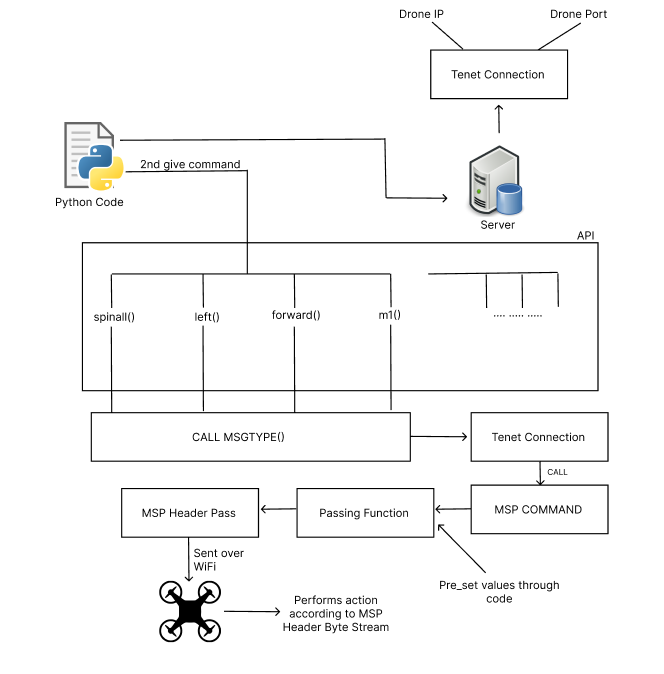 Drone IP
Drone Port
Tenet Connection
2nd give command
Python Code
Server
API
spinall()
left()
forward()
m1()
.... ..... .....
CALL MSGTYPE()
Tenet Connection
CALL
MSP Header Pass
Passing Function
MSP COMMAND
Sent over
WiFi
Pre_set values through
code
Performs action
according to MSP
Header Byte Stream